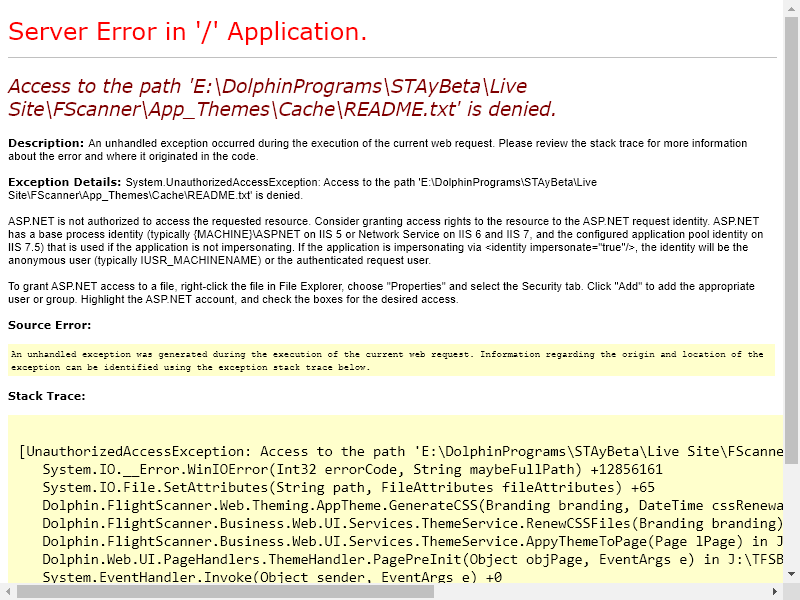 Server Error in '/' Application.
Access to the path 'E:\DolphinPrograms\STAyBeta\Live
Site\FScanner\App_Themes\Cache\README.txt' is denied.
Description: An unhandled exception occurred during the execution of the current web request. Please review the stack trace for more information
about the error and where it originated in the code.
Exception Details: System.UnauthorizedAccessException: Access to the path 'E:\DolphinPrograms\STAyBeta\Live
Site\FScanner\App_Themes\Cache\README.txt' is denied.
ASP.NET is not authorized to access the requested resource. Consider granting access rights to the resource to the ASP.NET request identity. ASP.NET
has a base process identity (typically {MACHINE}\ASPNET on IIS 5 or Network Service on IIS 6 and IIS 7, and the configured application pool identity on
IIS 7.5) that is used if the application is not impersonating. If the application is impersonating via <identity impersonate="true"/>, the identity will be the
anonymous user (typically IUSR_MACHINENAME) or the authenticated request user.
To grant ASP.NET access to a file, right-click the file in File Explorer, choose "Properties" and select the Security tab. Click "Add" to add the appropriate
user or group. Highlight the ASP.NET account, and check the boxes for the desired access.
Source Error:
An unhandled exception was generated during the execution of the current web request. Information regarding the origin and location of the
exception can be identified using the exception stack trace below.
Stack Trace:
[UnauthorizedAccessException: Access to the path 'E:\DolphinPrograms\STAyBeta\Live Site\FScanne
System.IO.__Error.WinIOError(Int32 errorCode, String maybeFullPath) +12856161
System.IO.File.SetAttributes(String path, FileAttributes fileAttributes) +65
Dolphin.FlightScanner.Web.Theming.AppTheme.GenerateCSS(Branding branding, DateTime cssRenewa
Dolphin.FlightScanner.Business.Web.UI.Services.ThemeService.RenewCSSFiles(Branding branding)
Dolphin.FlightScanner.Business.Web.UI.Services.ThemeService.AppyThemeToPage(Page lPage) in J
Dolphin.Web.UI.PageHandlers.ThemeHandler.PagePreInit(Object objPage, EventArgs e) in J:\TFSB
System.EventHandler.Invoke(Object sender, EventArgs e) +0